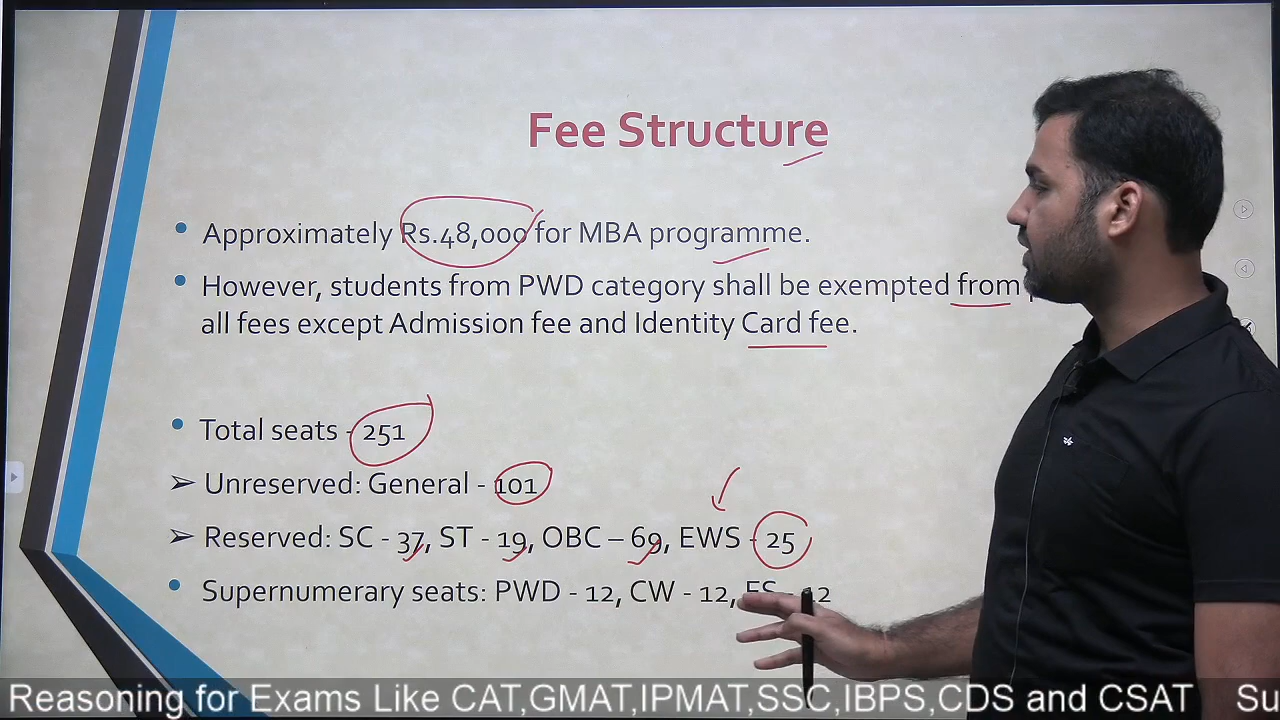 Fee Structure
• Approximately Rs.48,000 for MBA programme.
• However, students from PWD category shall be exempted from
all fees except Admission fee and Identity Card fee.
• Total seats - 251
➢ Unreserved: General - 101
➢ Reserved: SC - 37, ST - 19, OBC – 69, EWS - 25
• Supernumerary seats: PWD - 12, CW - 12, - 12
Reasoning for Exams Like CAT,GMAT,IPMAT,SSC,IBPS,CDS and CSAT Su